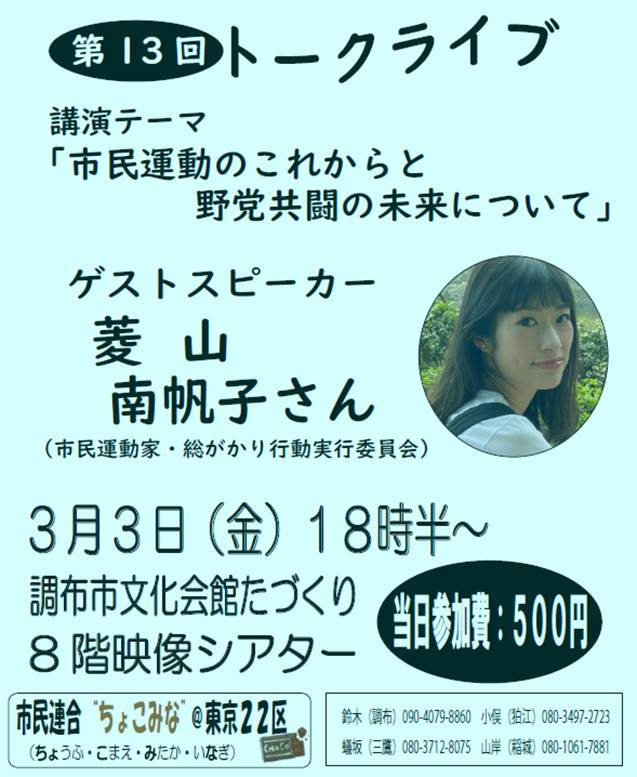 第13回トークライブ
講演テーマ
「市民運動のこれからと
野党共闘の未来について」
ゲストスピーカー
菱 山
南帆子さん
（市民運動家・総がかり行動実行委員会）
３月３日（金）１８時半～
調布市文化会館たづくり
８階映像シアター
当日参加費：５００円
市民連合 “ちょこみな” ＠東京２２区
（ちょうふ・こまえ・みたか・いなぎ）
CHOCO
鈴木（調布）090-4079-8860 小俣（狛江）080-3497-2723
蟻坂（三鷹）080-3712-8075 山岸（稲城）080-1061-7881